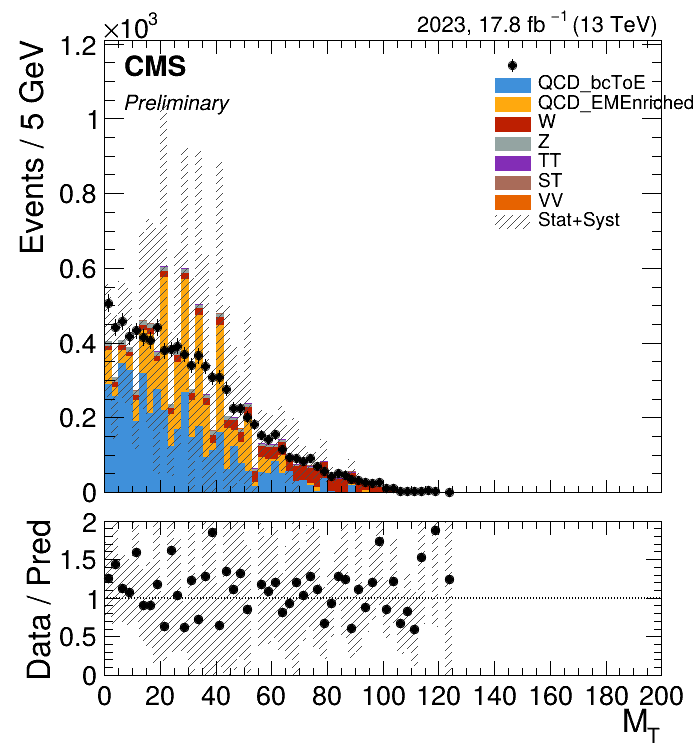 ×10³
2023, 17.8 fb⁻¹ (13 TeV)
CMS
Preliminary
QCD_bcToE
QCD_EMEnriched
W
Z
TT
ST
VV
Stat+Syst
Events / 5 GeV
1.2
1
0.8
0.6
0.4
0.2
0
Data / Pred
2
1.5
1
0.5
0
0 20 40 60 80 100 120 140 160 180 200
M_T